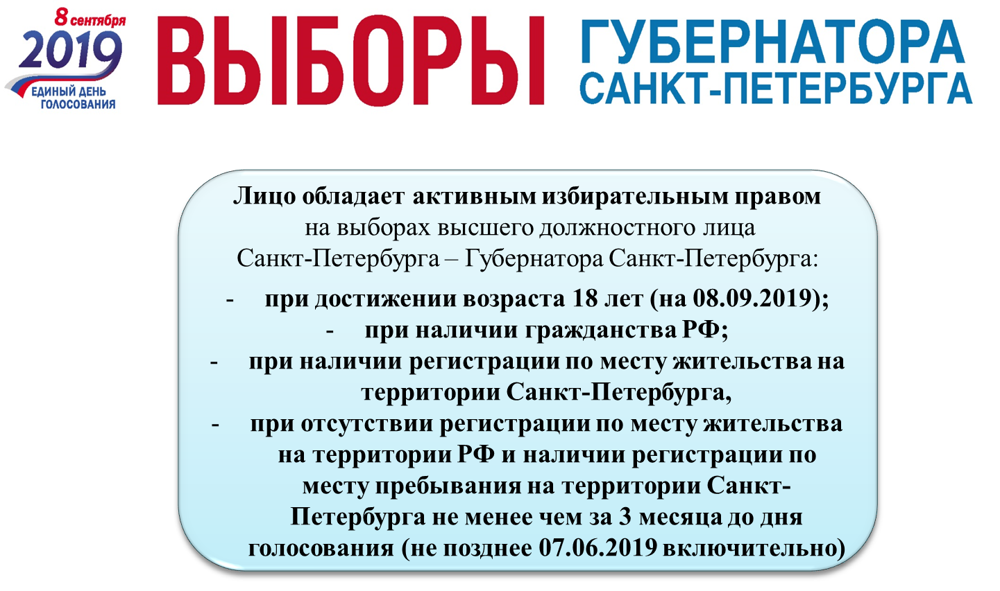 8 сентября
2019
ЕДИНЫЙ ДЕНЬ
ГОЛОСОВАНИЯ
ВЫБОРЫ
ГУБЕРНАТОРА
САНКТ-ПЕТЕРБУРГА
Лицо обладает активным избирательным правом
на выборах высшего должностного лица
Санкт-Петербурга – Губернатора Санкт-Петербурга:
- при достижении возраста 18 лет (на 08.09.2019);
- при наличии гражданства РФ;
- при наличии регистрации по месту жительства на
территории Санкт-Петербурга,
- при отсутствии регистрации по месту жительства
на территории РФ и наличии регистрации по
месту пребывания на территории Санкт-
Петербурга не менее чем за 3 месяца до дня
голосования (не позднее 07.06.2019 включительно)